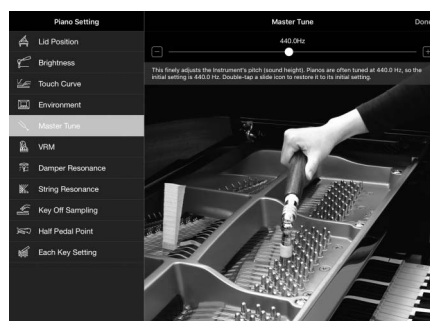 Piano Setting
Master Tune
Done
Lid Position
Brightness
Touch Curve
Environment
Master Tune
VRM
Damper Resonance
String Resonance
Key Off Sampling
Half Pedal Point
Each Key Setting
440.0Hz
This finely adjusts the Instrument's pitch (sound height). Pianos are often tuned at 440.0 Hz, so the
initial setting is 440.0 Hz. Double-tap a slide icon to restore it to its initial setting.